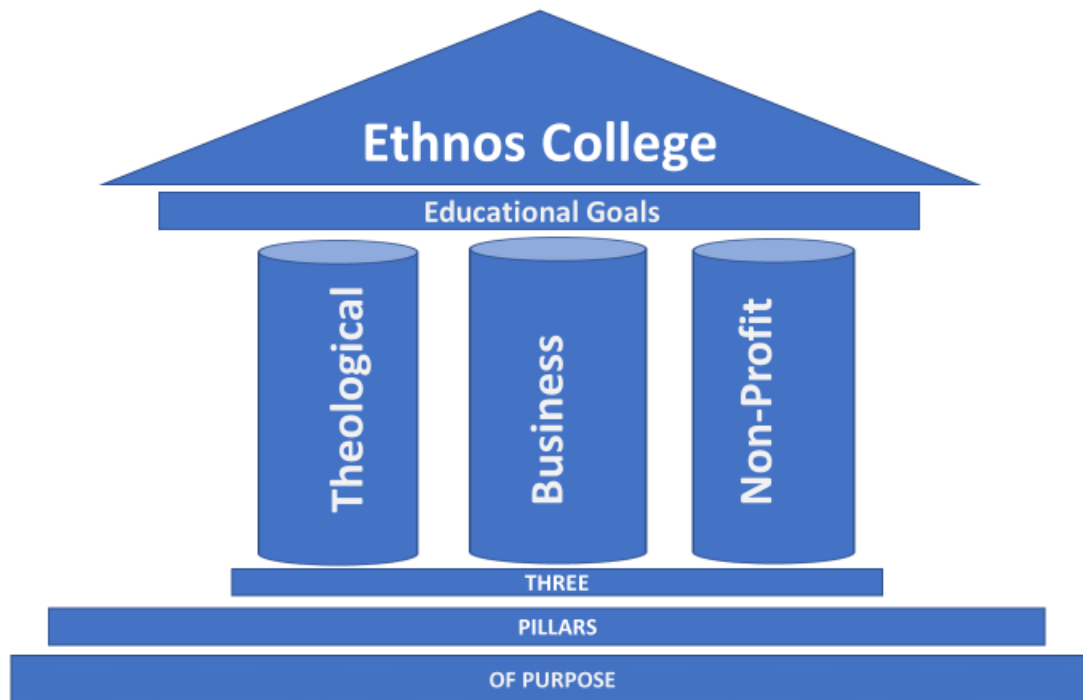 Ethnos College
Educational Goals
Theological
Business
Non-Profit
THREE
PILLARS
OF PURPOSE